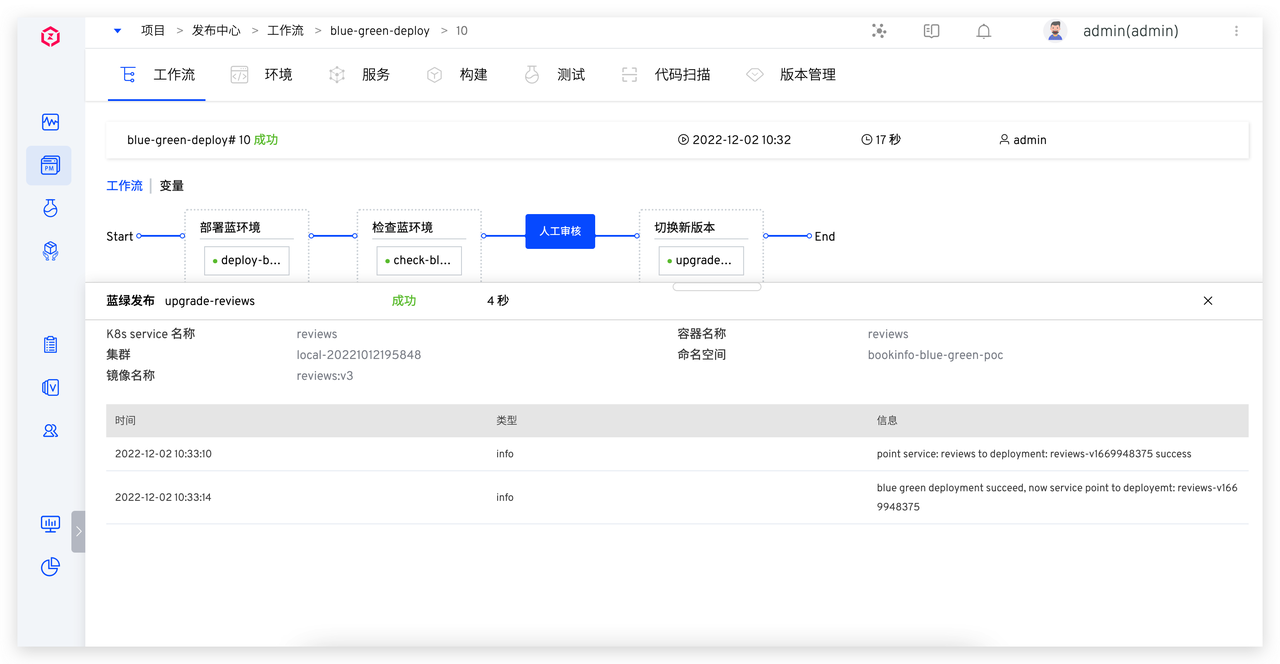 项目 > 发布中心 > 工作流 > blue-green-deploy > 10
admin(admin)
工作流 环境 服务 构建 测试 代码扫描 版本管理
blue-green-deploy# 10 成功 2022-12-02 10:32 17 秒 admin
工作流 变量
Start 部署蓝环境 检查蓝环境 人工审核 切换新版本 End
deploy-b... check-bl... upgrade...
蓝绿发布 upgrade-reviews 成功 4 秒
K8s service 名称 reviews 容器名称 reviews
集群 local-20221012195848 命名空间 bookinfo-blue-green-poc
镜像名称 reviews:v3
时间 类型 信息
2022-12-02 10:33:10 info point service: reviews to deployment: reviews-v1669948375 success
2022-12-02 10:33:14 info blue green deployment succeed, now service point to deployemt: reviews-v166
9948375
PM
V